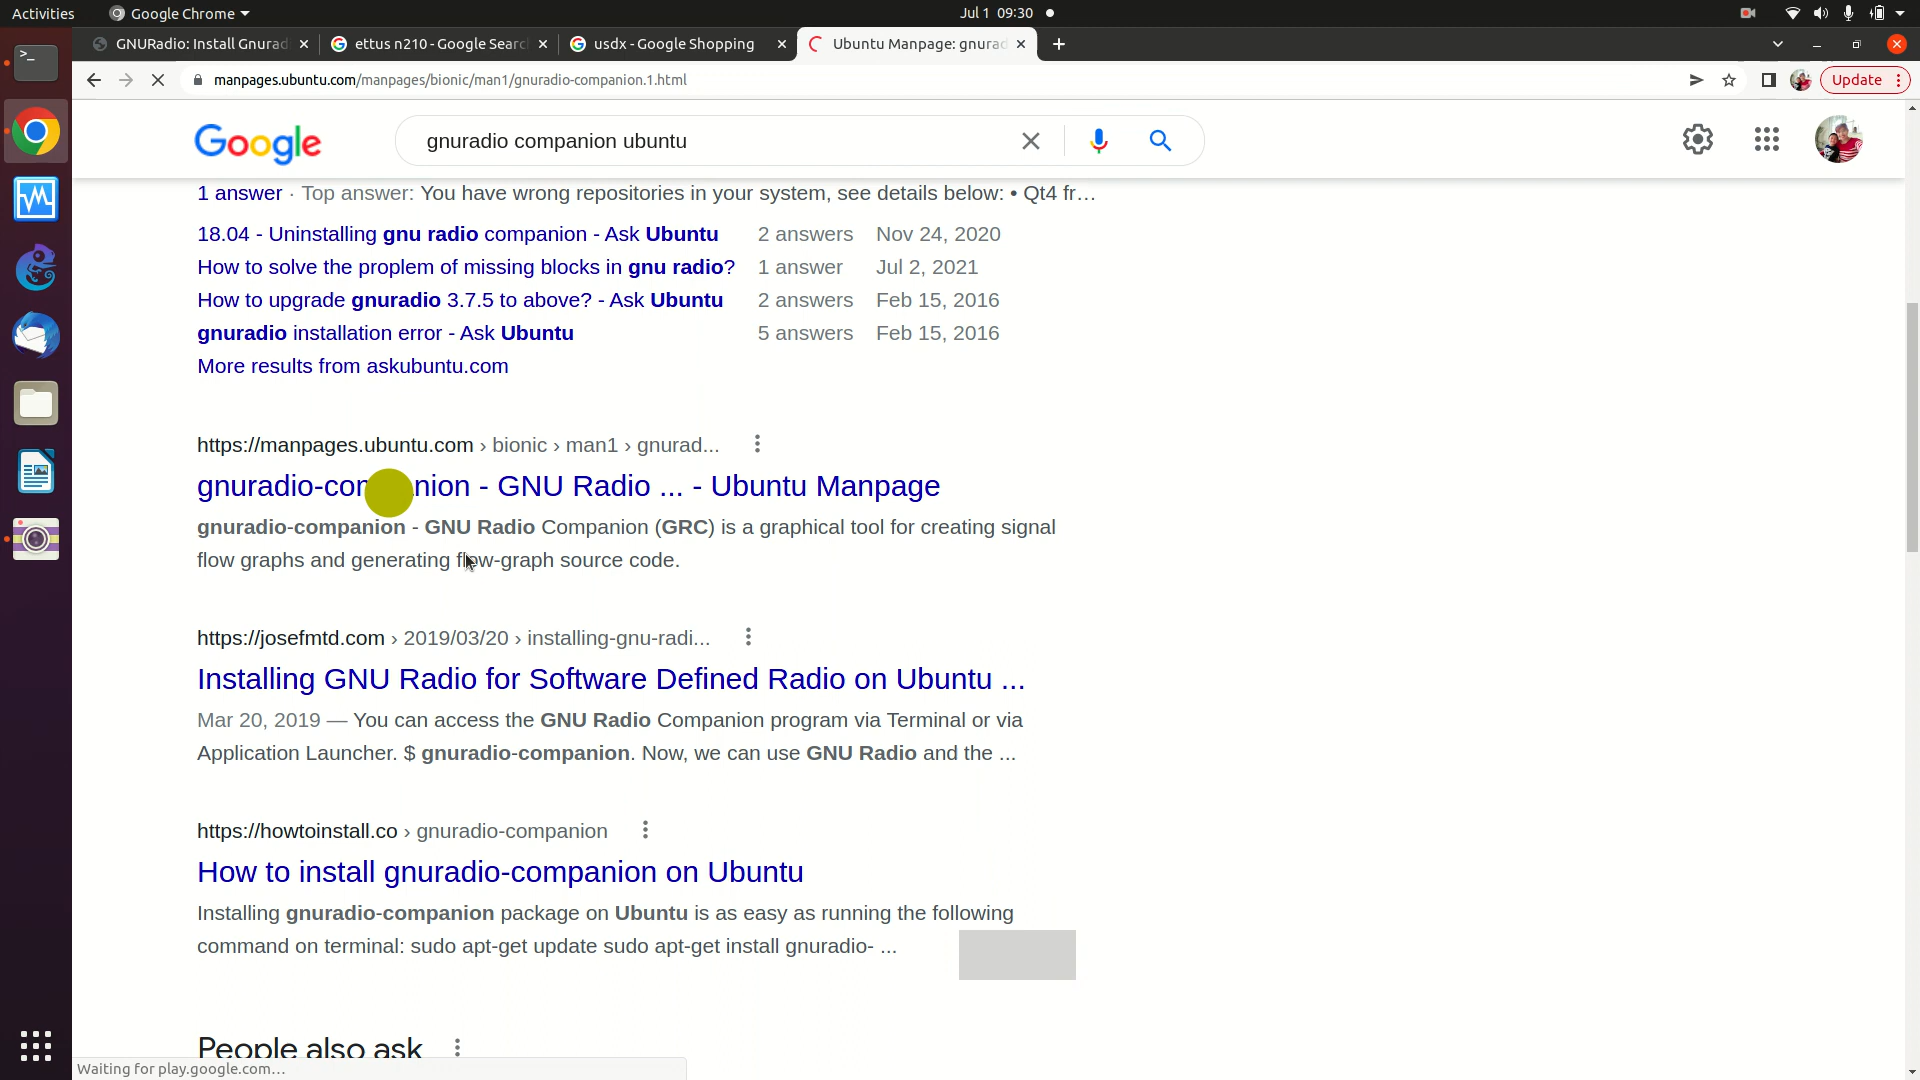 Activities
Google Chrome
Jul 1 09:30
GNURadio: Install Gnurad
ettus n210 - Google Searc
usdx - Google Shopping
Ubuntu Manpage: gnurad
manpages.ubuntu.com/manpages/bionic/man1/gnuradio-companion.1.html
Update
Google
gnuradio companion ubuntu
1 answer · Top answer: You have wrong repositories in your system, see details below: • Qt4 fr…
18.04 - Uninstalling gnu radio companion - Ask Ubuntu 2 answers Nov 24, 2020
How to solve the proplem of missing blocks in gnu radio? 1 answer Jul 2, 2021
How to upgrade gnuradio 3.7.5 to above? - Ask Ubuntu 2 answers Feb 15, 2016
gnuradio installation error - Ask Ubuntu 5 answers Feb 15, 2016
More results from askubuntu.com
https://manpages.ubuntu.com › bionic › man1 › gnurad...
gnuradio-companion - GNU Radio ... - Ubuntu Manpage
gnuradio-companion - GNU Radio Companion (GRC) is a graphical tool for creating signal
flow graphs and generating flow-graph source code.
https://josefmtd.com › 2019/03/20 › installing-gnu-radi...
Installing GNU Radio for Software Defined Radio on Ubuntu ...
Mar 20, 2019 — You can access the GNU Radio Companion program via Terminal or via
Application Launcher. $ gnuradio-companion. Now, we can use GNU Radio and the ...
https://howtoinstall.co › gnuradio-companion
How to install gnuradio-companion on Ubuntu
Installing gnuradio-companion package on Ubuntu is as easy as running the following
command on terminal: sudo apt-get update sudo apt-get install gnuradio- ...
People also ask
Waiting for play.google.com…